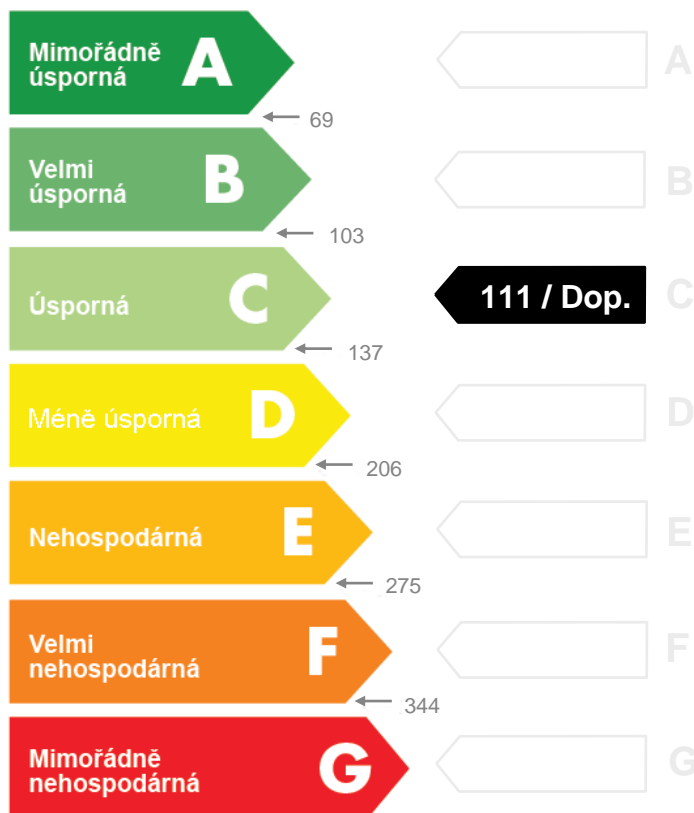 Mimořádně
úsporná
A
A
69
Velmi
úsporná
B
B
103
Úsporná
C
111 / Dop.
C
137
Méně úsporná
D
D
206
Nehospodárná
E
E
275
Velmi
nehospodárná
F
F
344
Mimořádně
nehospodárná
G
G